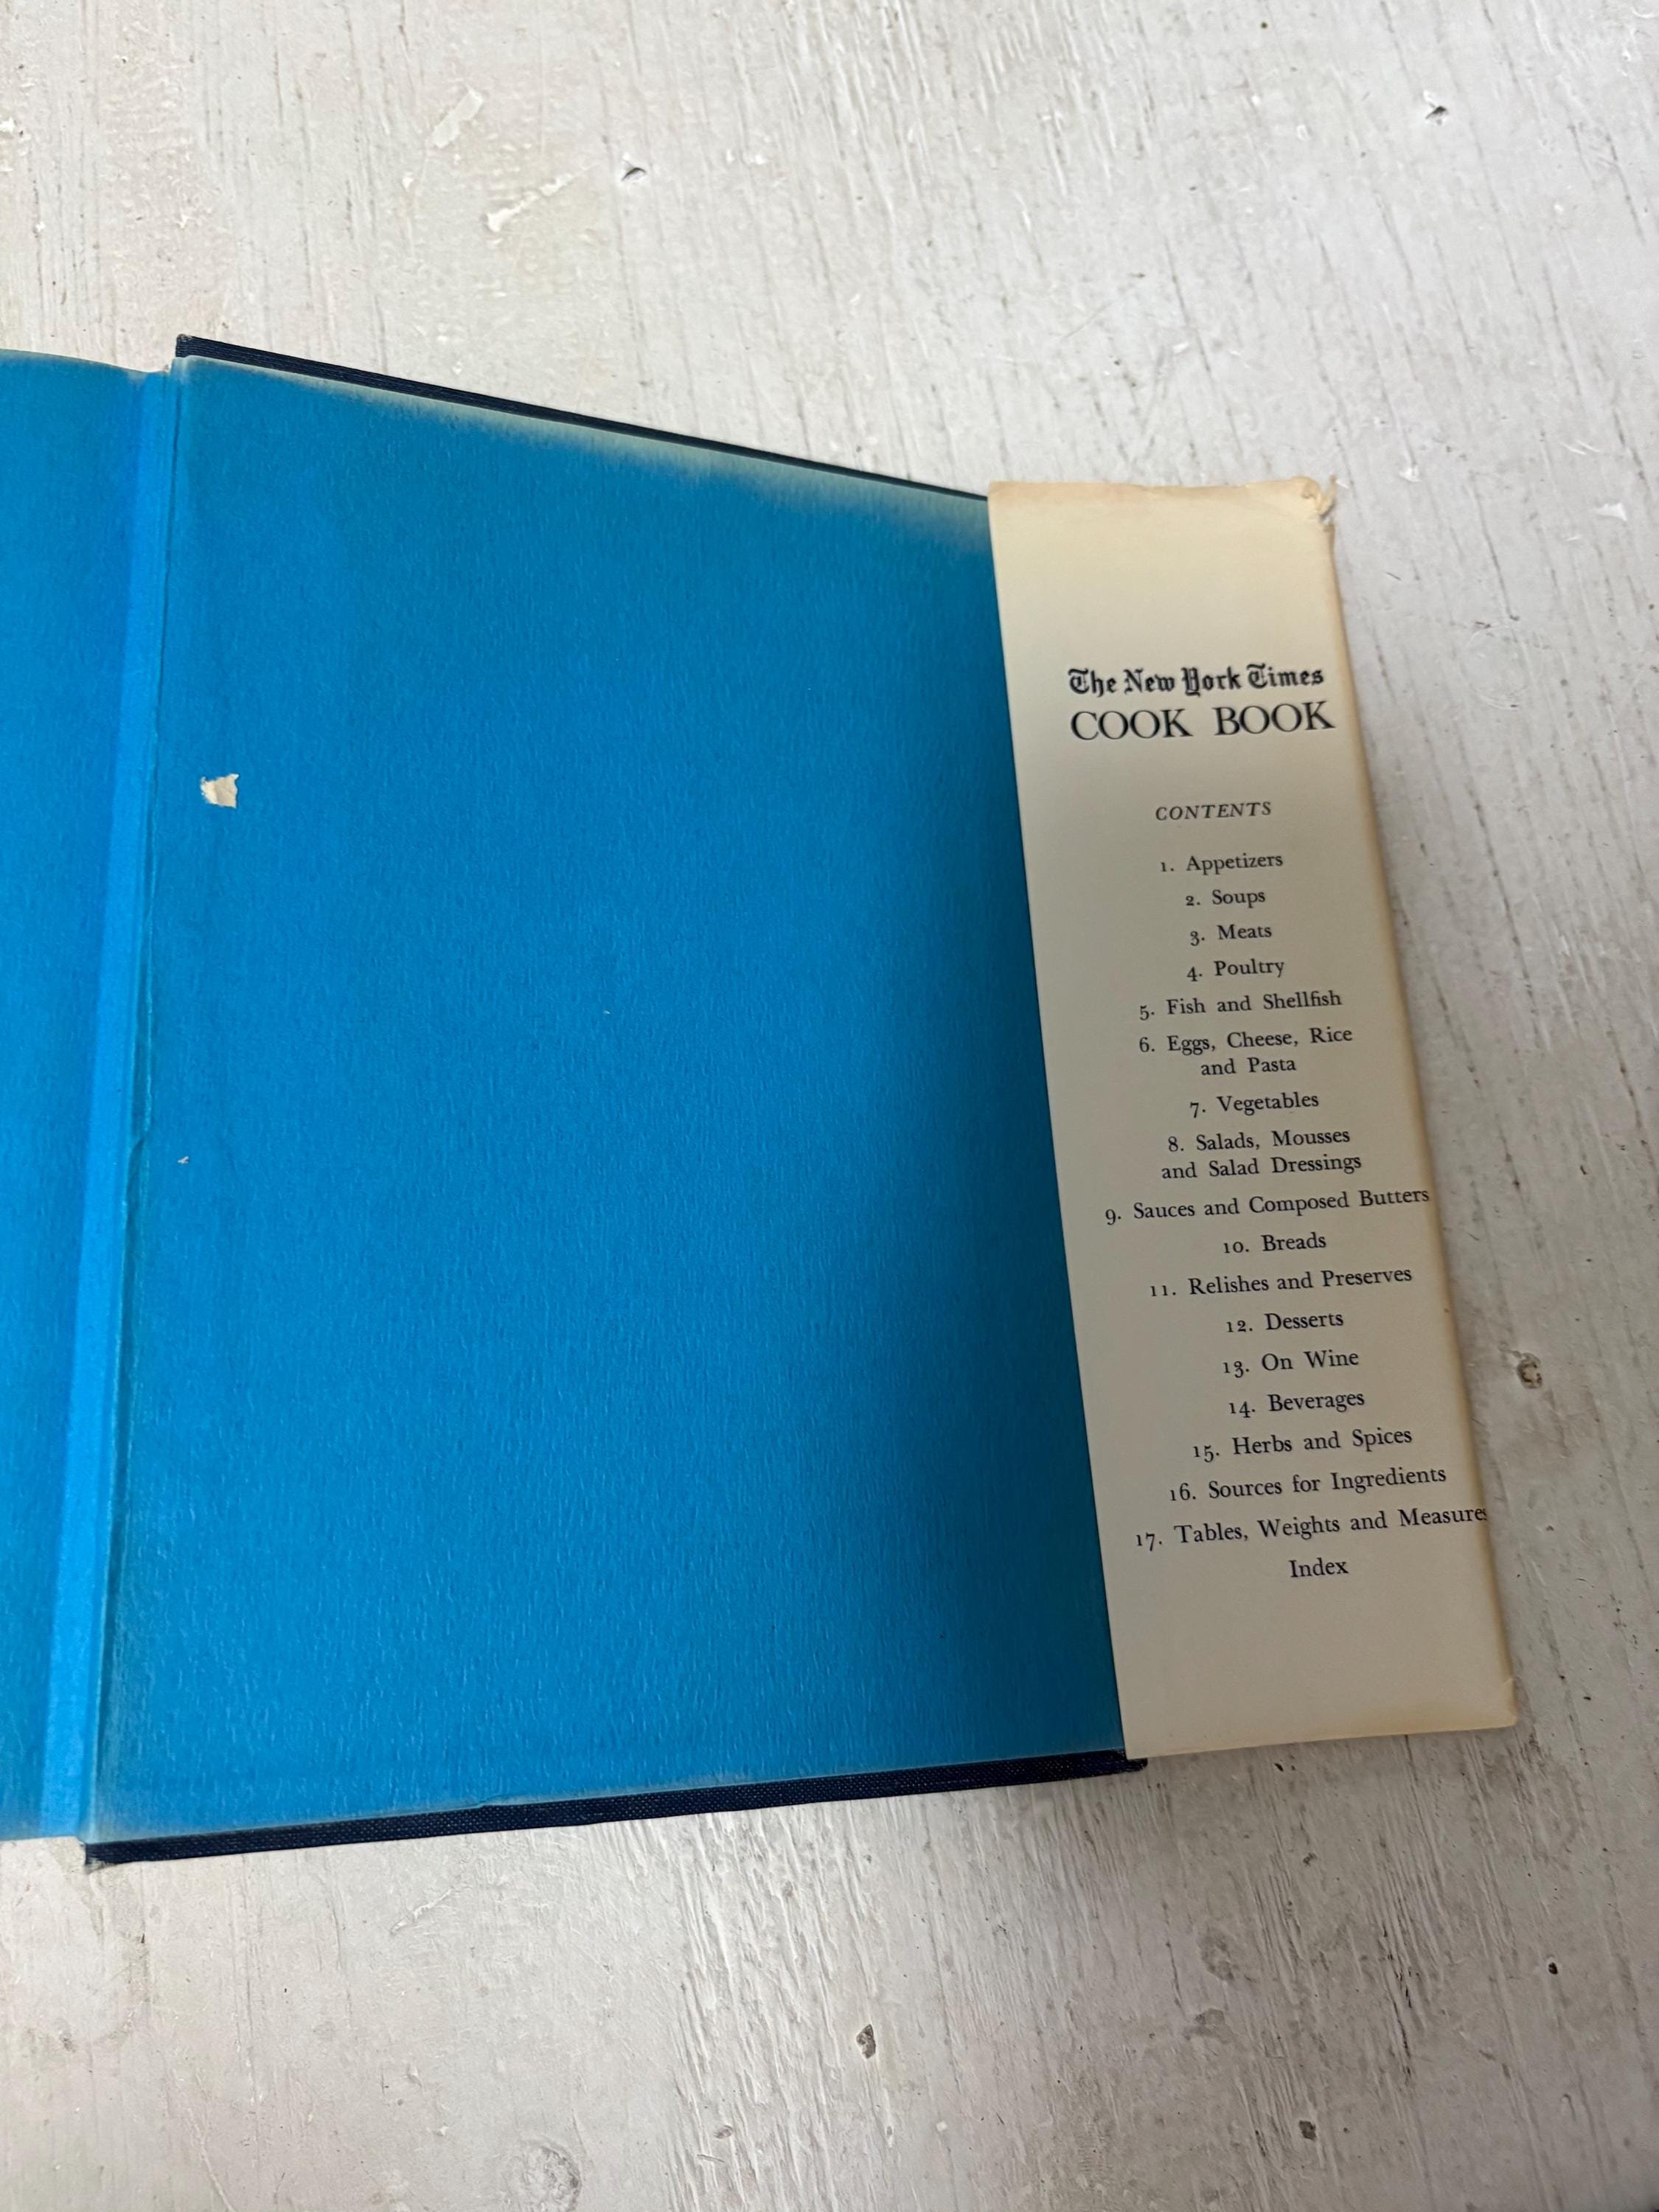 The New York Times
COOK BOOK
CONTENTS
1. Appetizers
2. Soups
3. Meats
4. Poultry
5. Fish and Shellfish
6. Eggs, Cheese, Rice
and Pasta
7. Vegetables
8. Salads, Mousses
and Salad Dressings
9. Sauces and Composed Butters
10. Breads
11. Relishes and Preserves
12. Desserts
13. On Wine
14. Beverages
15. Herbs and Spices
16. Sources for Ingredients
17. Tables, Weights and Measures
Index